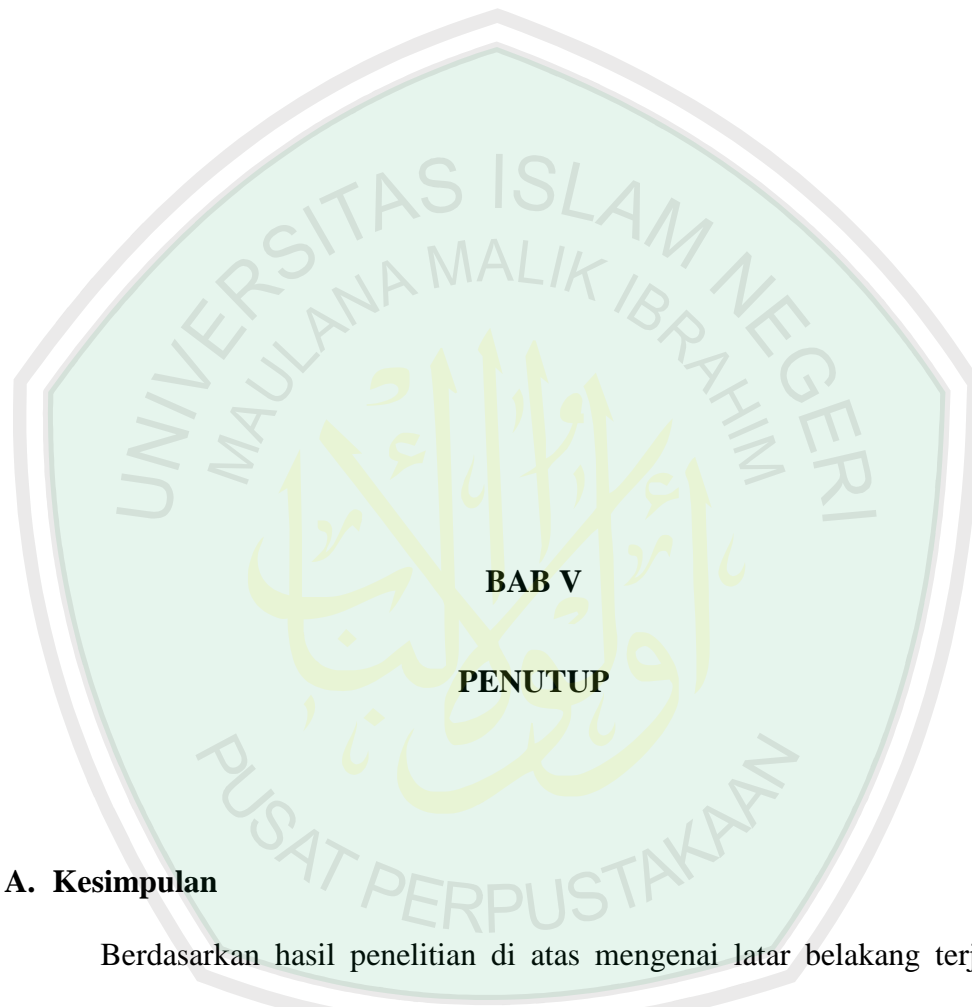 UNIVERSITAS ISLAM NEGERI
MAULANA MALIK IBRAHIM
BAB V
PENUTUP
PUSAT PERPUSTAKAAN
A. Kesimpulan
Berdasarkan hasil penelitian di atas mengenai latar belakang